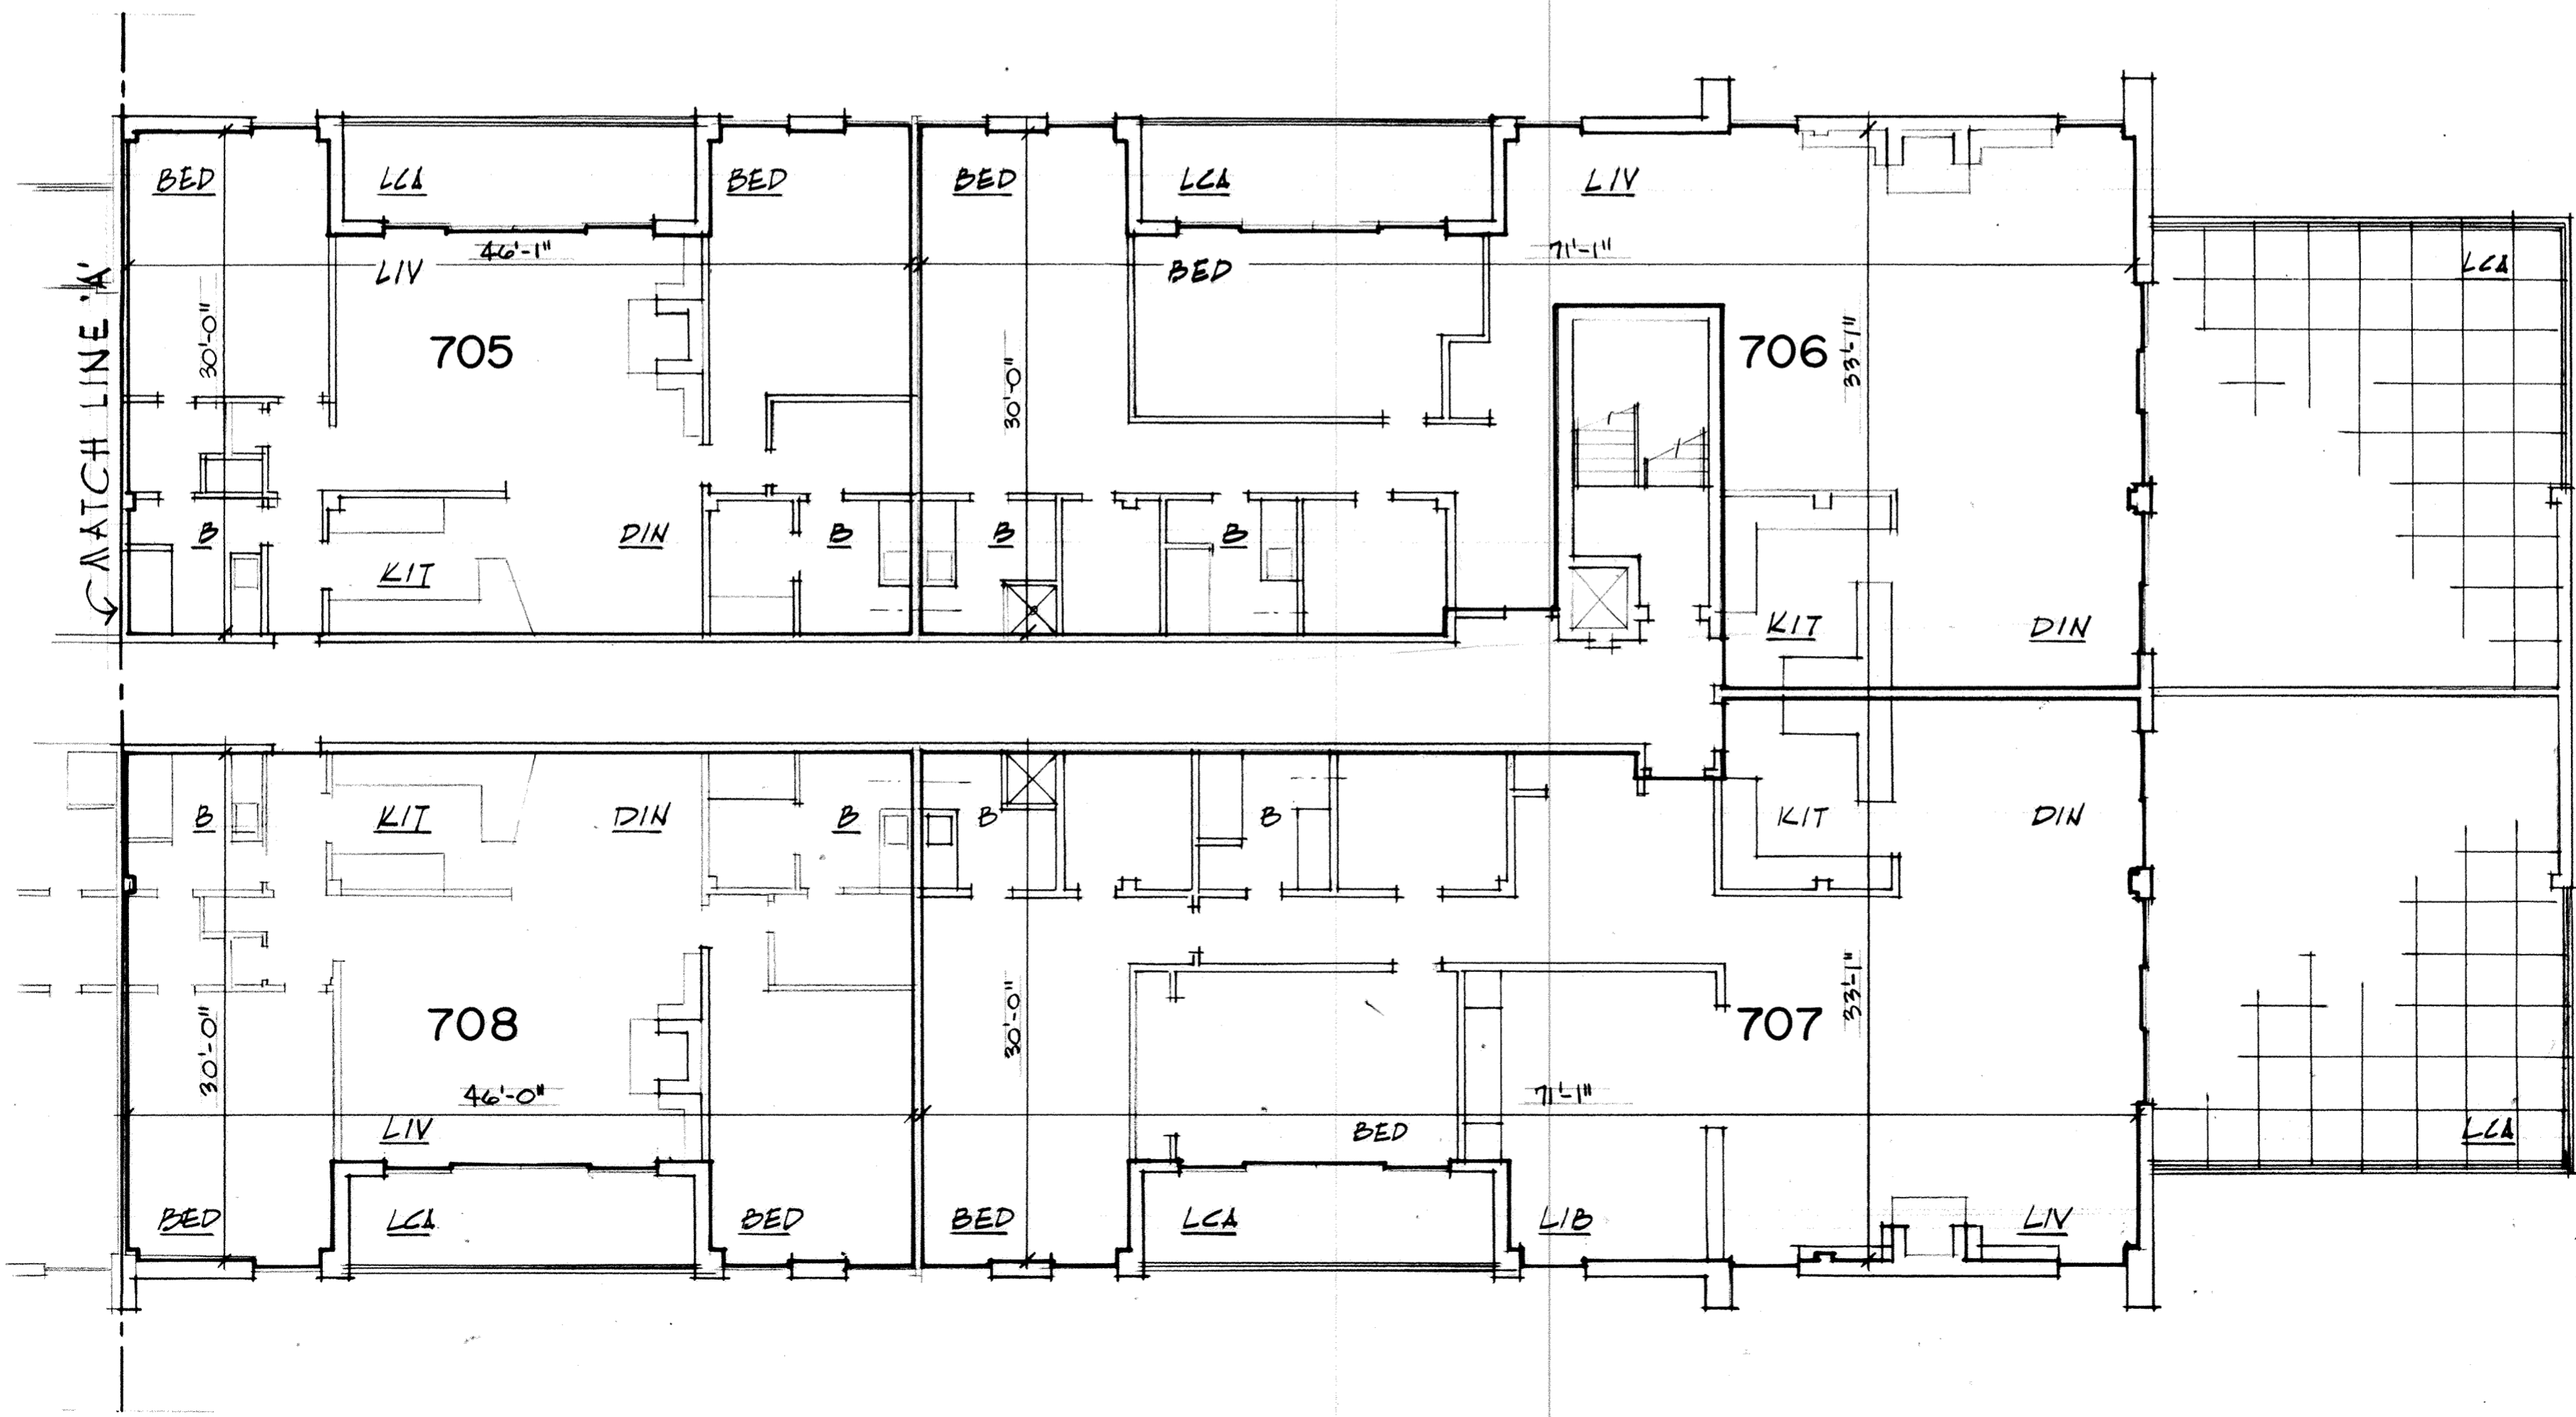 BED
LCA
BED
BED
LCA
LIV
46'-1"
71'-1"
LIV
BED
LCA
MATCH LINE 'A'
30'-0"
705
30'-0"
706
33'-1"
B
KIT
DIN
B
B
B
KIT
DIN
B
KIT
DIN
B
B
B
KIT
DIN
30'-0"
708
30'-0"
707
33'-1"
46'-0"
71'-1"
LIV
BED
LCA
BED
LCA
BED
BED
LCA
LIB
LIV